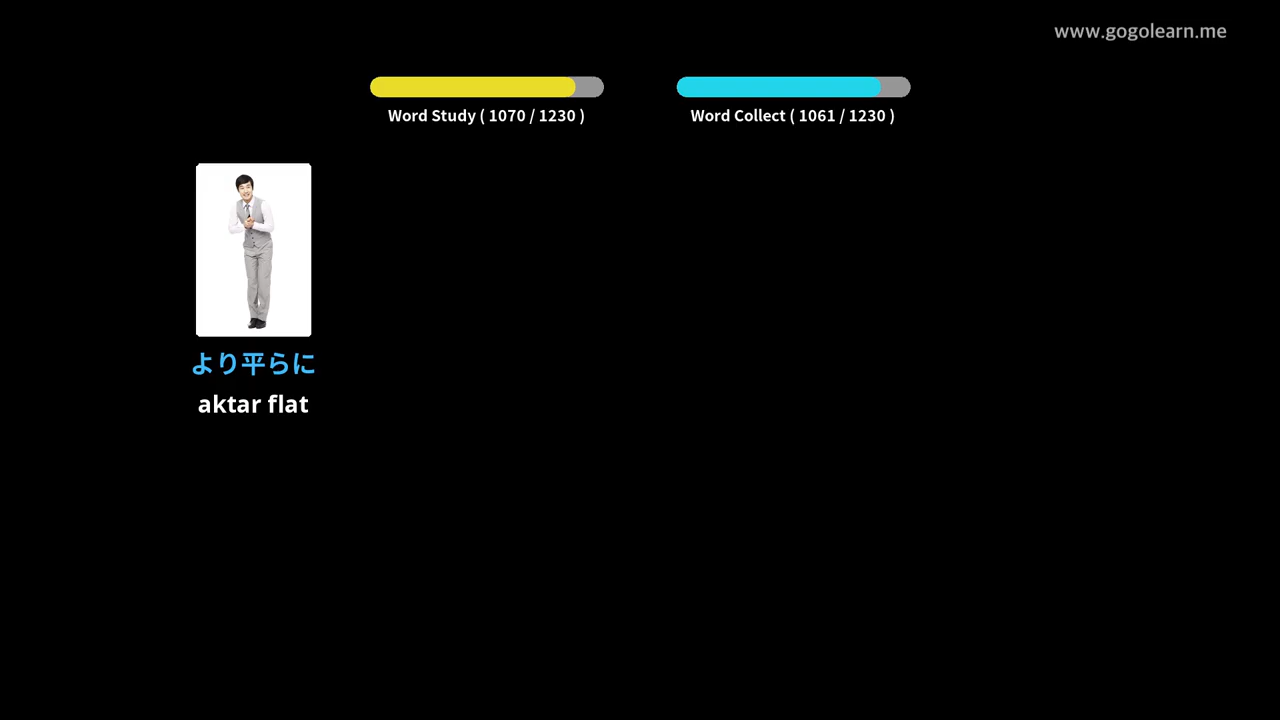 www.gogolearn.me
Word Study ( 1070 / 1230 )
Word Collect ( 1061 / 1230 )
より平らに
aktar flat